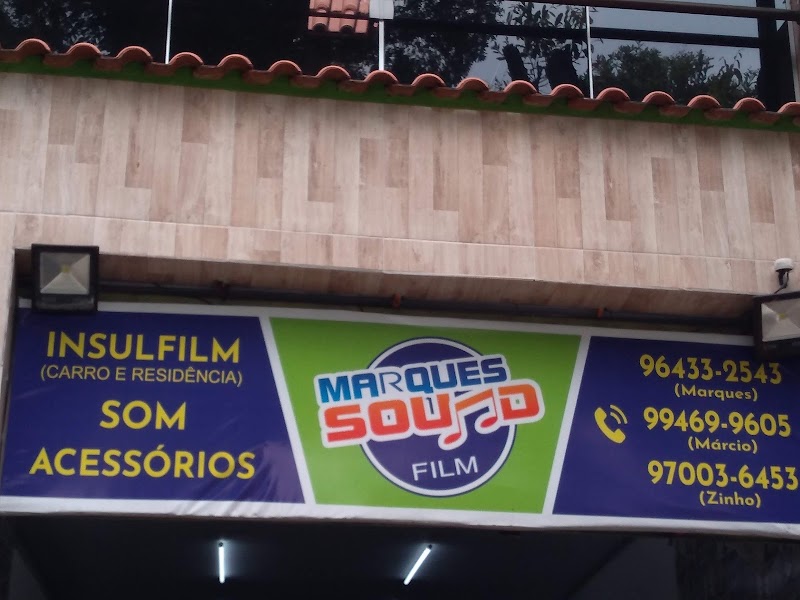 INSULFILM
(CARRO E RESIDÊNCIA)
SOM
ACESSÓRIOS
MARQUES
SOUND
FILM
96433-2543
(Marques)
99469-9605
(Márcio)
97003-6453
(Zinho)